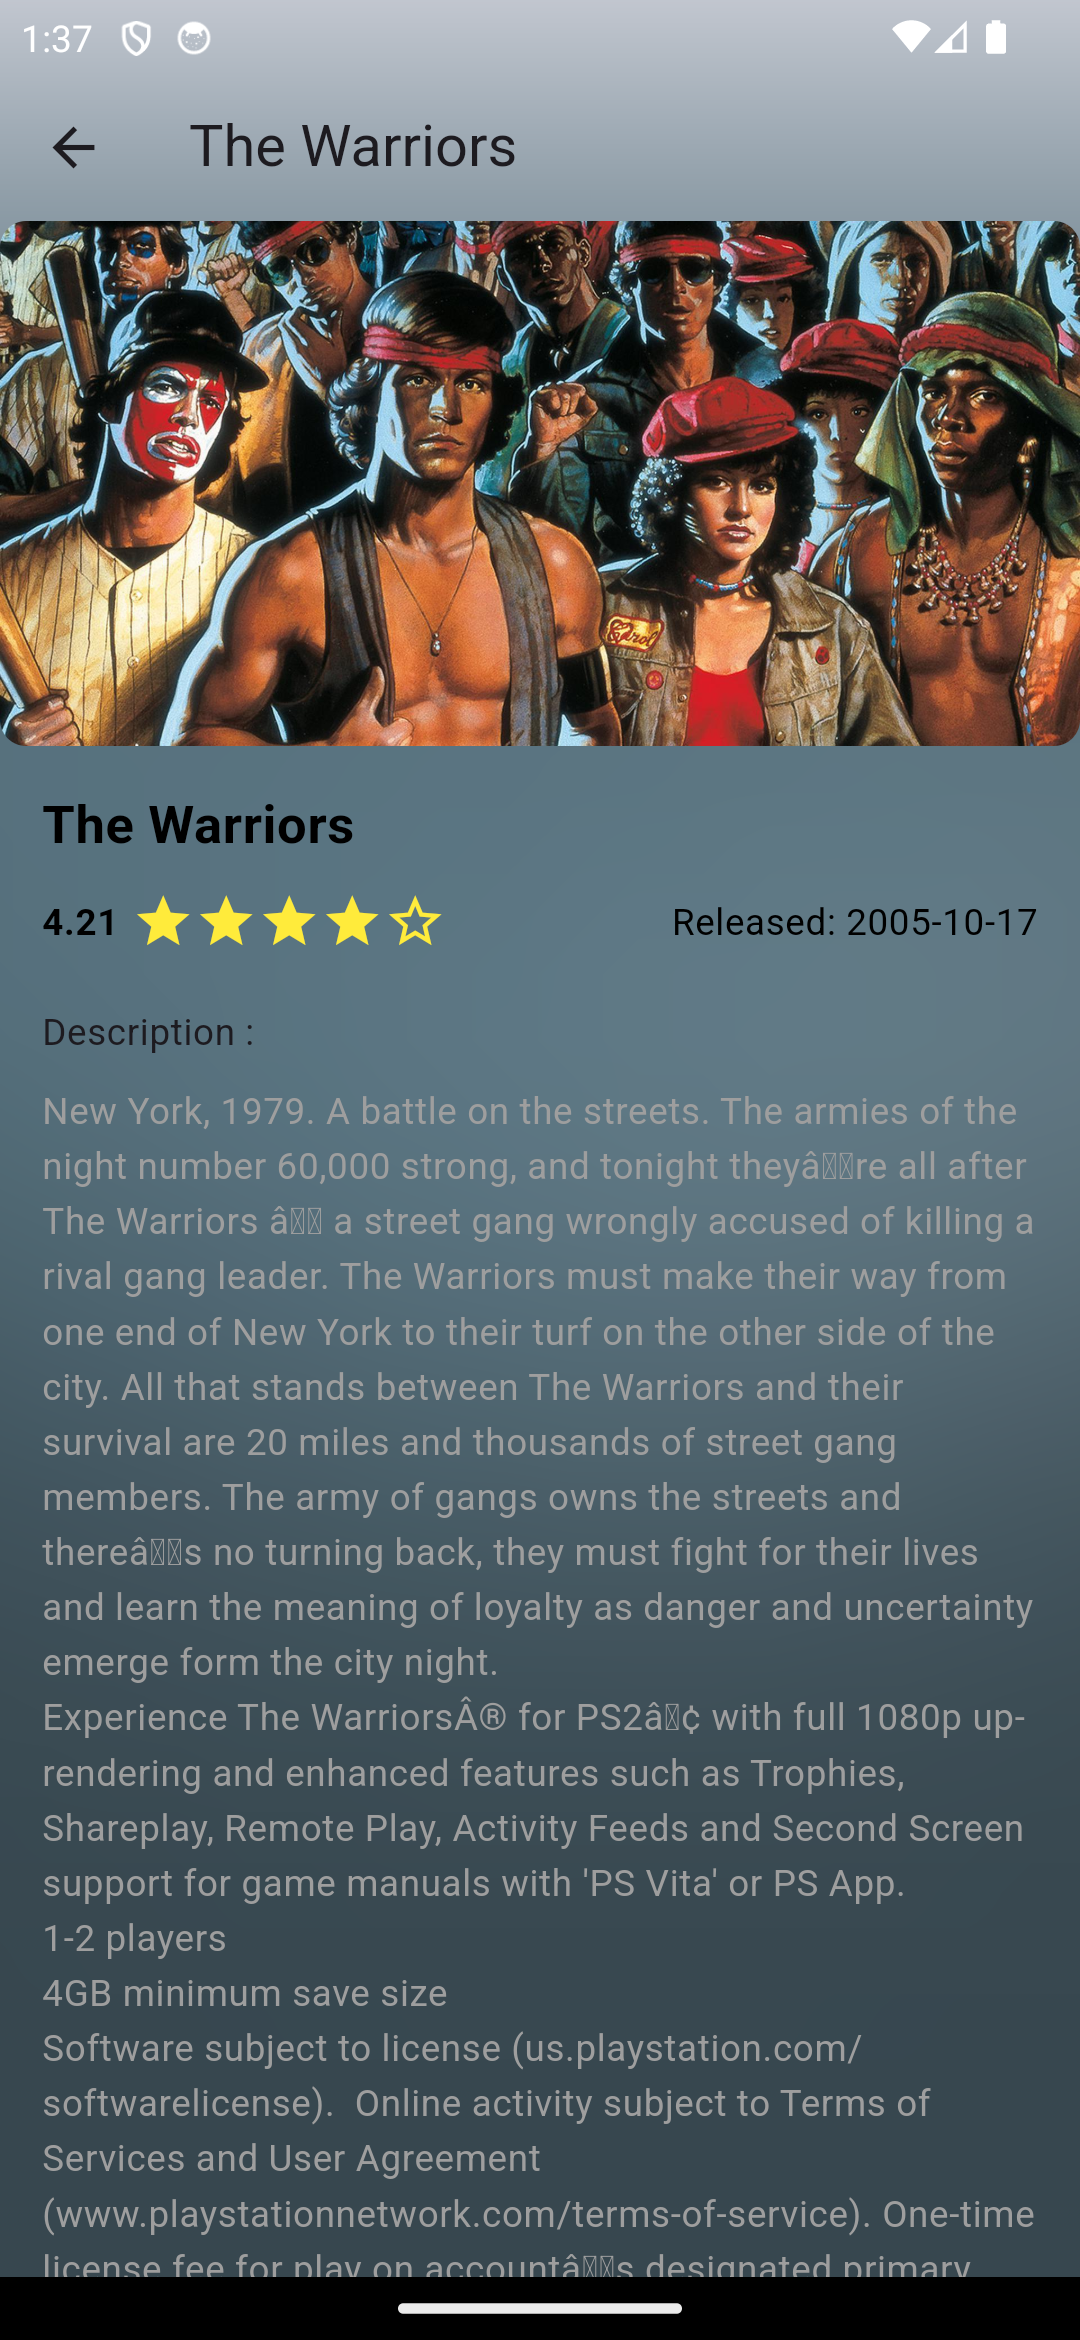 1:37
The Warriors
Carol
The Warriors
4.21
Released: 2005-10-17
Description :
New York, 1979. A battle on the streets. The armies of the
night number 60,000 strong, and tonight theyâre all after
The Warriors â a street gang wrongly accused of killing a
rival gang leader. The Warriors must make their way from
one end of New York to their turf on the other side of the
city. All that stands between The Warriors and their
survival are 20 miles and thousands of street gang
members. The army of gangs owns the streets and
thereâs no turning back, they must fight for their lives
and learn the meaning of loyalty as danger and uncertainty
emerge form the city night.
Experience The WarriorsÂ® for PS2â¢ with full 1080p up-
rendering and enhanced features such as Trophies,
Shareplay, Remote Play, Activity Feeds and Second Screen
support for game manuals with 'PS Vita' or PS App.
1-2 players
4GB minimum save size
Software subject to license (us.playstation.com/
softwarelicense).  Online activity subject to Terms of
Services and User Agreement
(www.playstationnetwork.com/terms-of-service). One-time
license fee for play on accountâs designated primary